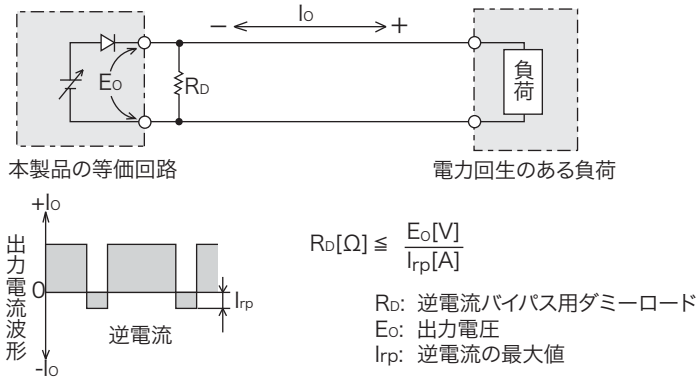 − Io +
Eo
RD
負荷
本製品の等価回路
電力回生のある負荷
+Io
出力電流波形
0
Irp
逆電流
-Io
RD[Ω] ≦ Eo[V]
Irp[A]
RD: 逆電流バイパス用ダミーロード
Eo: 出力電圧
Irp: 逆電流の最大値